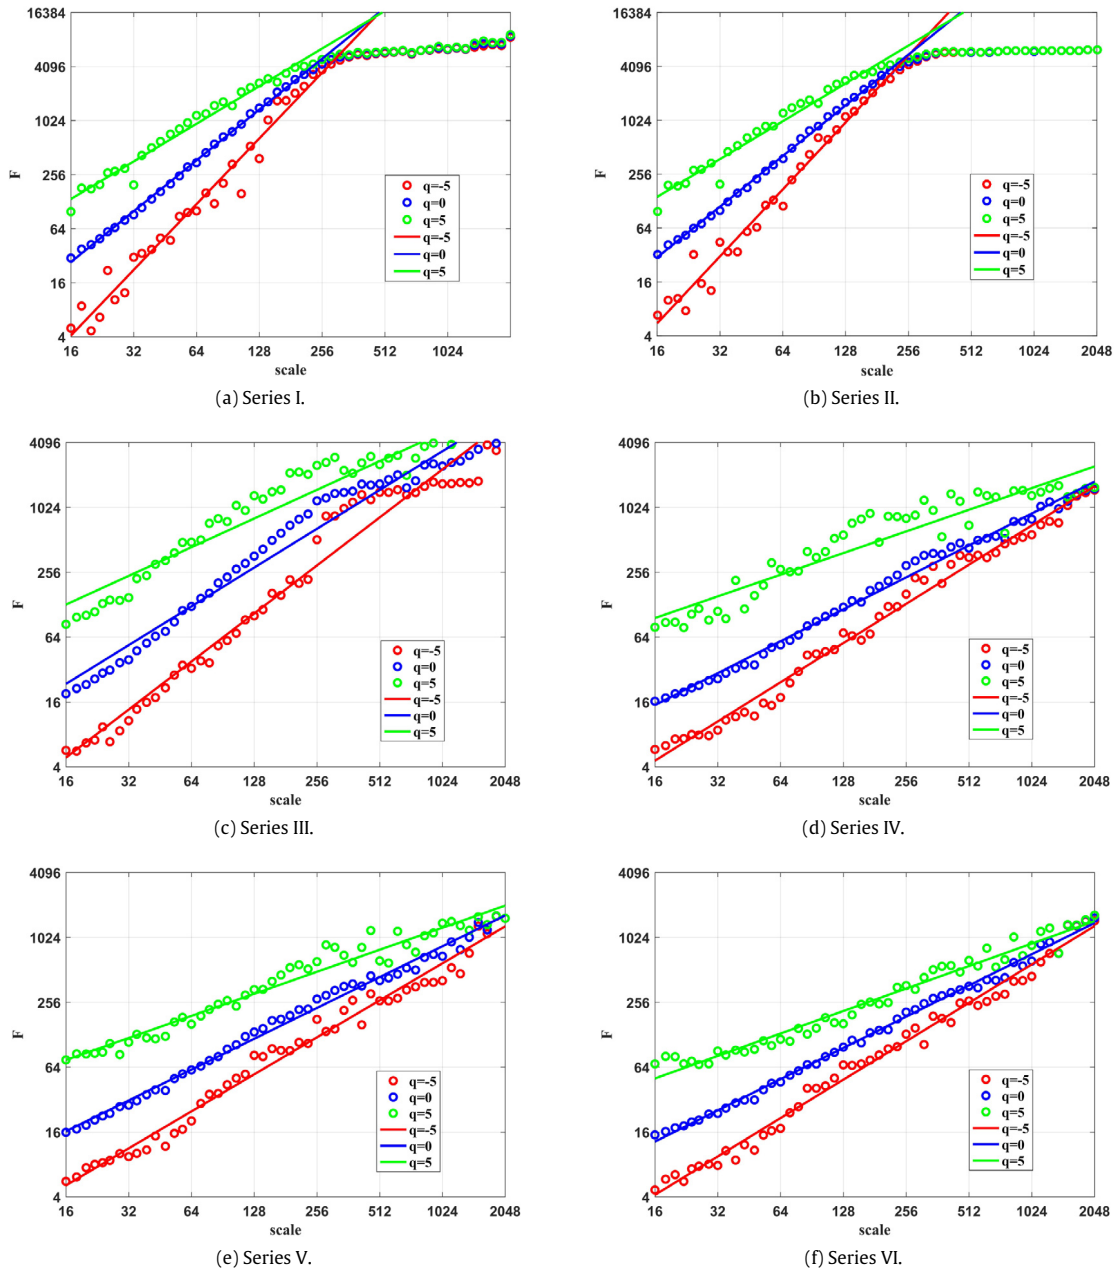 16384
4096
1024
256
64
16
4
F
16 32 64 128 256 512 1024
scale
q=-5
q=0
q=5
q=-5
q=0
q=5
(a) Series I.
16384
4096
1024
256
64
16
4
F
16 32 64 128 256 512 1024 2048
scale
q=-5
q=0
q=5
q=-5
q=0
q=5
(b) Series II.
4096
1024
256
64
16
4
F
16 32 64 128 256 512 1024 2048
scale
q=-5
q=0
q=5
q=-5
q=0
q=5
(c) Series III.
4096
1024
256
64
16
4
F
16 32 64 128 256 512 1024 2048
scale
q=-5
q=0
q=5
q=-5
q=0
q=5
(d) Series IV.
4096
1024
256
64
16
4
F
16 32 64 128 256 512 1024 2048
scale
q=-5
q=0
q=5
q=-5
q=0
q=5
(e) Series V.
4096
1024
256
64
16
4
F
16 32 64 128 256 512 1024 2048
scale
q=-5
q=0
q=5
q=-5
q=0
q=5
(f) Series VI.